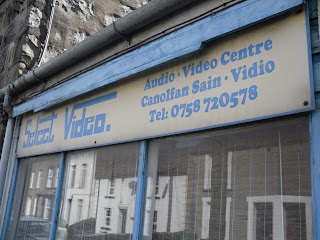 Select Video.
Audio · Video Centre
Canolfan Sain · Vidio
Tel: 0758 720578